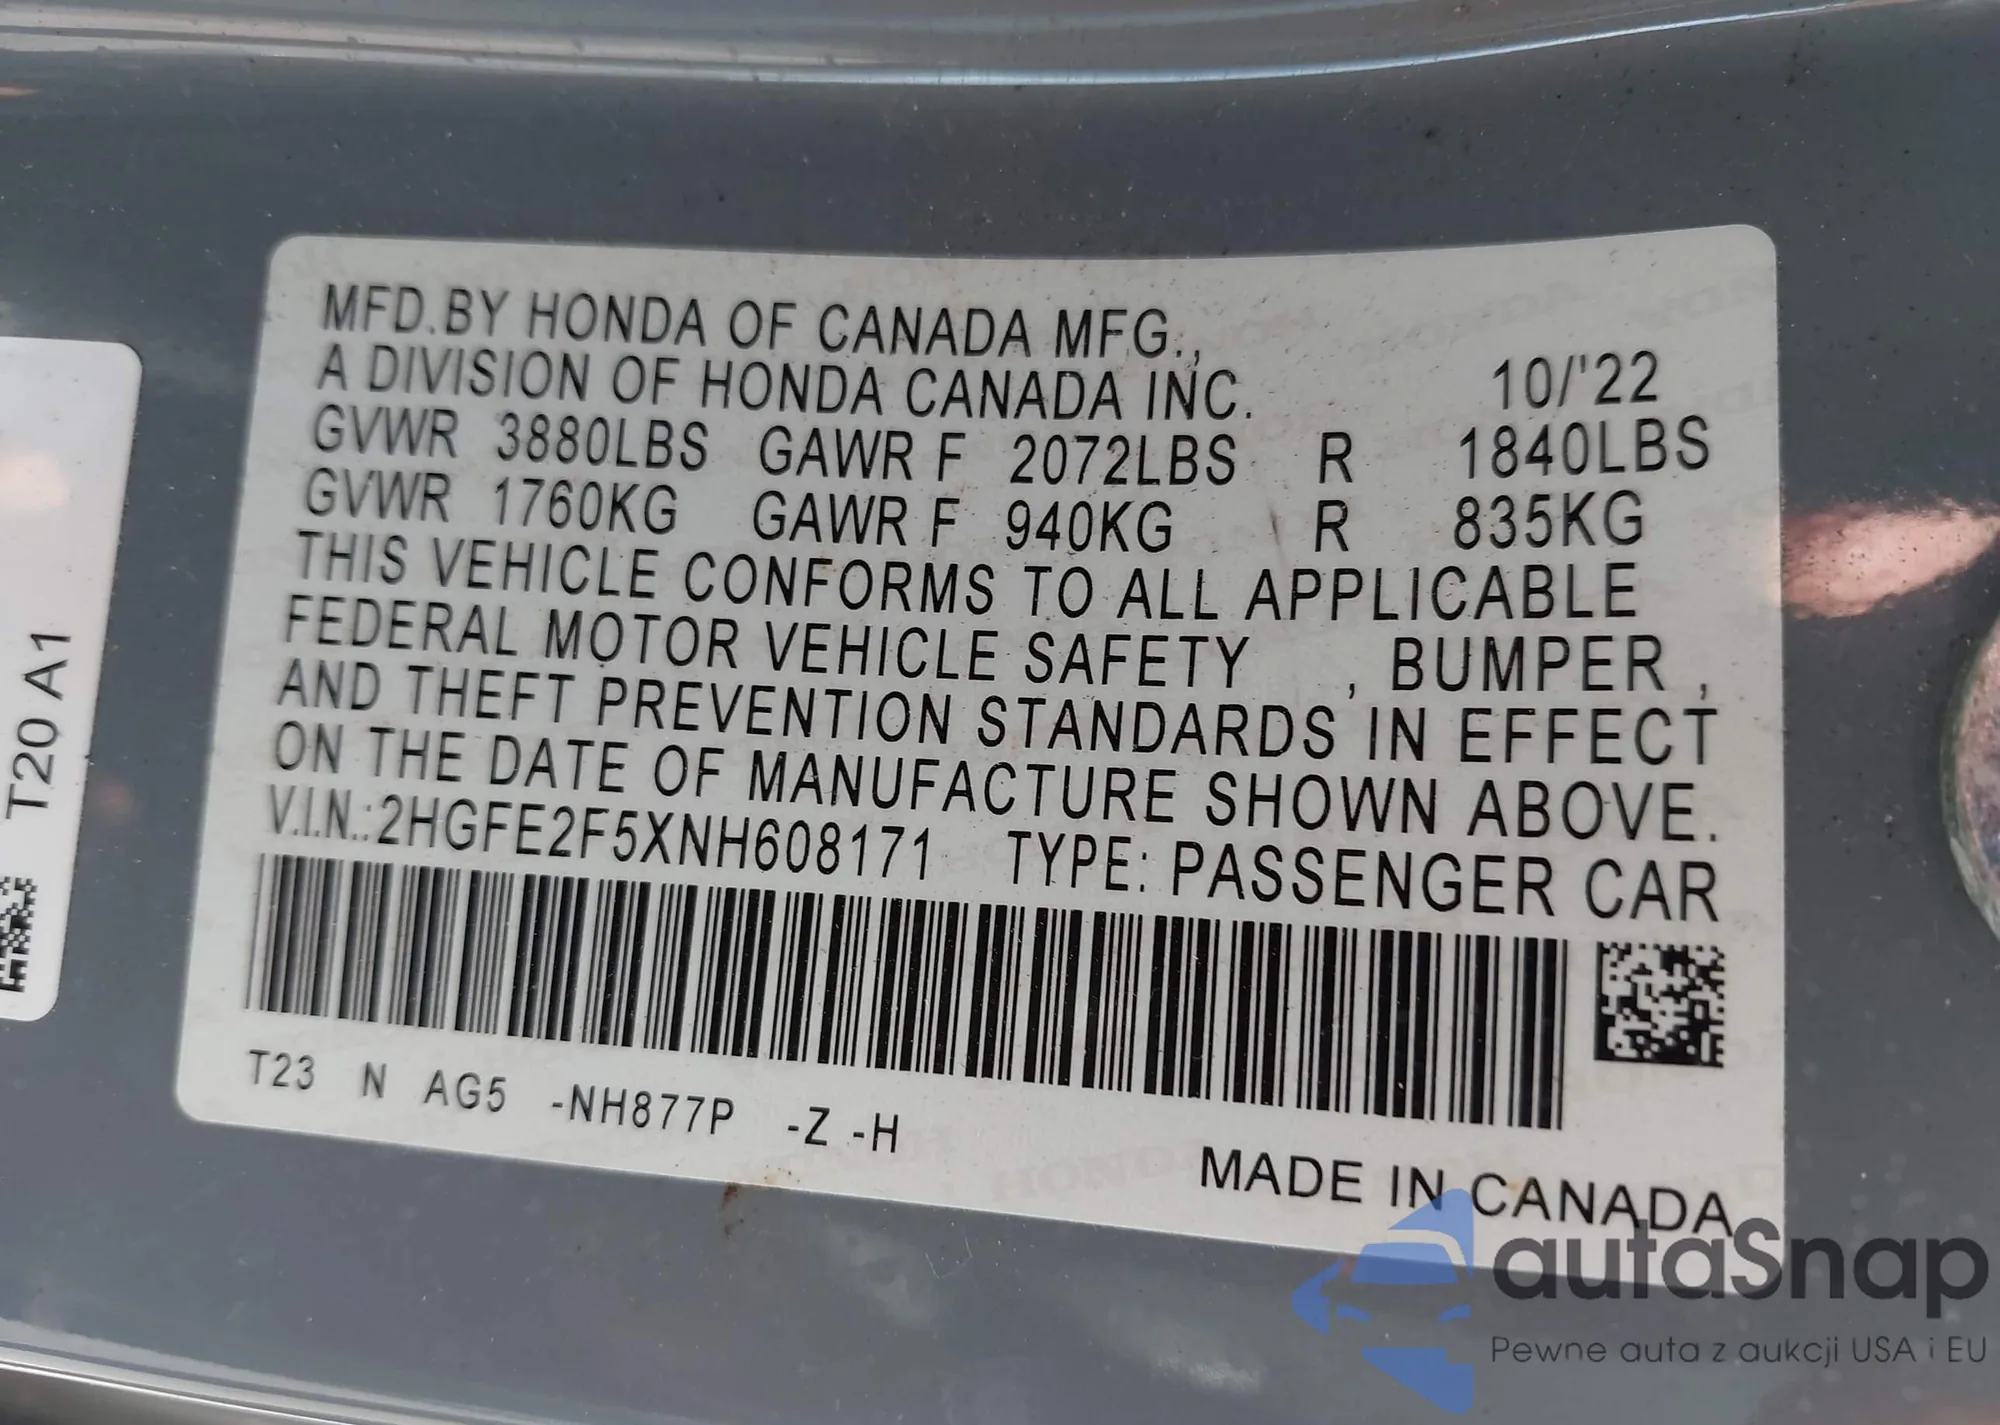 MFD.BY HONDA OF CANADA MFG.,
A DIVISION OF HONDA CANADA INC. 10/'22
GVWR 3880LBS GAWR F 2072LBS R 1840LBS
GVWR 1760KG GAWR F 940KG R 835KG
THIS VEHICLE CONFORMS TO ALL APPLICABLE
FEDERAL MOTOR VEHICLE SAFETY , BUMPER ,
AND THEFT PREVENTION STANDARDS IN EFFECT
ON THE DATE OF MANUFACTURE SHOWN ABOVE.
V.I.N.:2HGFE2F5XNH608171 TYPE: PASSENGER CAR
T23 N AG5 -NH877P -Z -H
MADE IN CANADA
T20 A1
autaSnap
Pewne auta z aukcji USA i EU